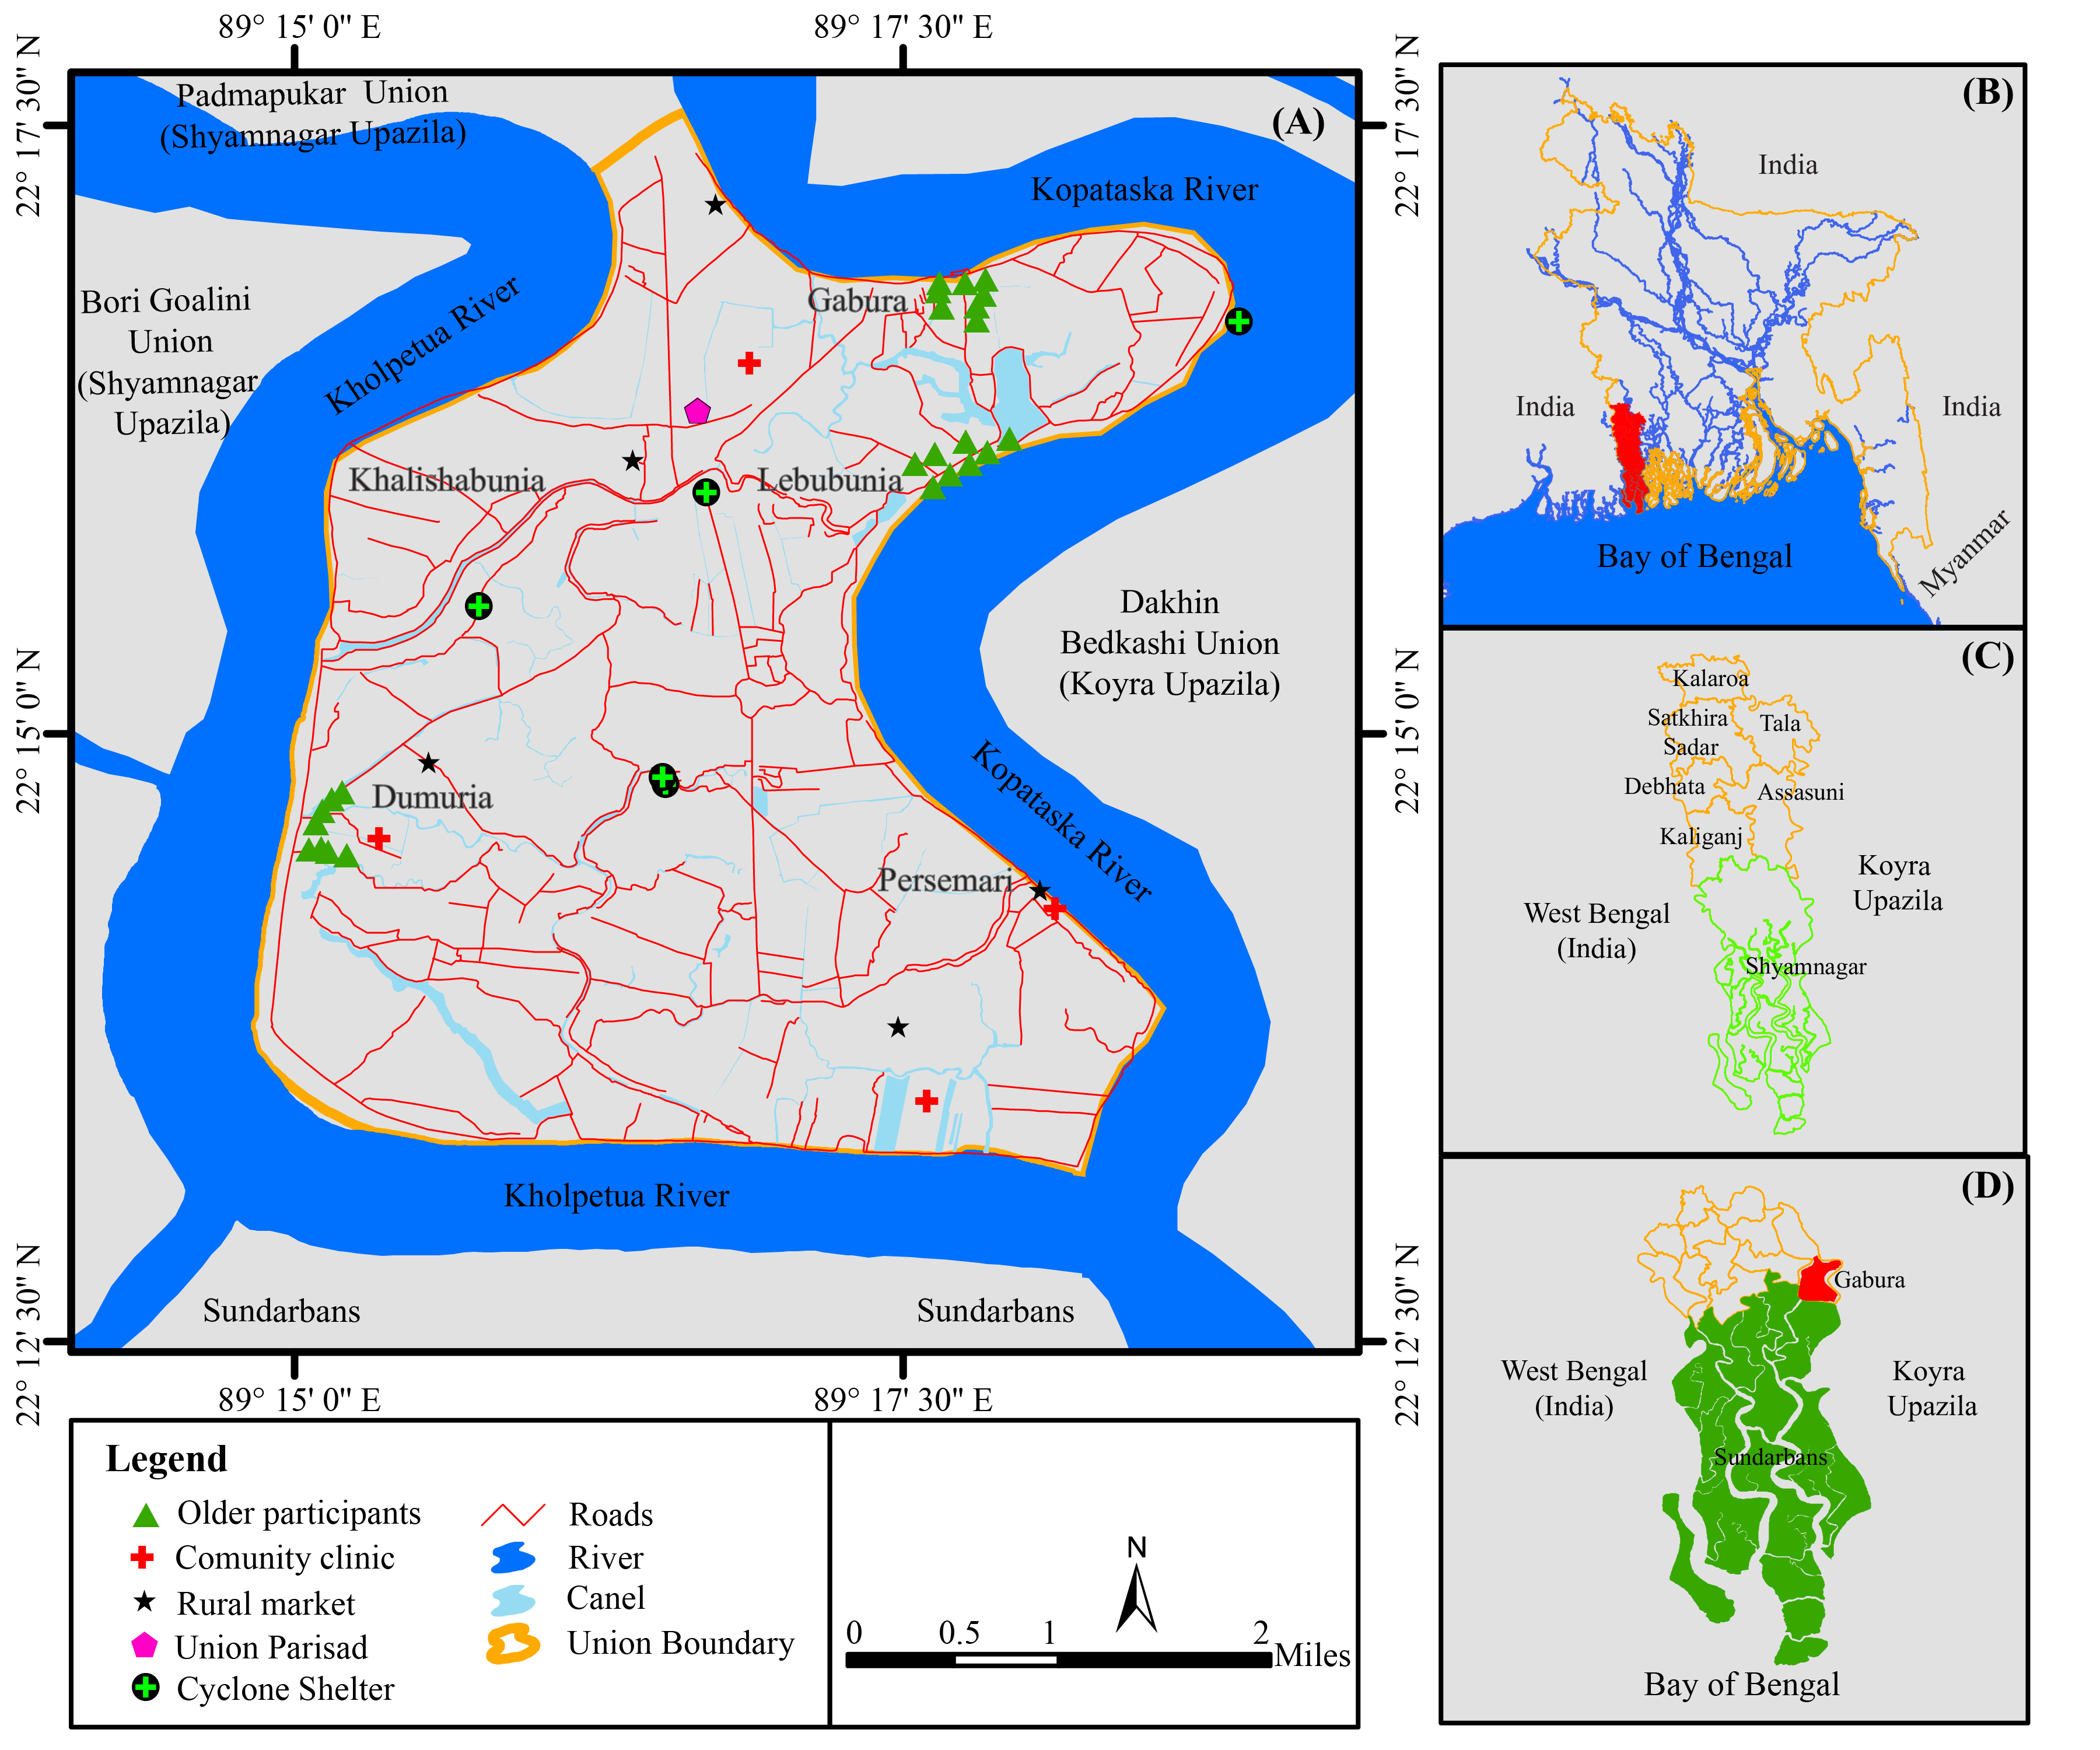 89° 15' 0" E
89° 17' 30" E
22° 17' 30" N
22° 17' 30" N
Padmapukar Union
(Shyamnagar Upazila)
(A)
Kopataska River
Bori Goalini
Union
(Shyamnagar
Upazila)
Kholpetua River
Gabura
Khalishabunia
Lebubunia
Dakhin
Bedkashi Union
(Koyra Upazila)
22° 15' 0" N
22° 15' 0" N
Kopataska River
Dumuria
Persemari
Kholpetua River
Sundarbans
Sundarbans
22° 12' 30" N
22° 12' 30" N
89° 15' 0" E
89° 17' 30" E
Legend
Older participants
Comunity clinic
Rural market
Union Parisad
Cyclone Shelter
Roads
River
Canel
Union Boundary
N
0 0.5 1 2
Miles
(B)
India
India
India
Bay of Bengal
Myanmar
(C)
Kalaroa
Satkhira
Sadar
Tala
Debhata
Assasuni
Kaliganj
Koyra
Upazila
West Bengal
(India)
Shyamnagar
(D)
Gabura
West Bengal
(India)
Koyra
Upazila
Sundarbans
Bay of Bengal